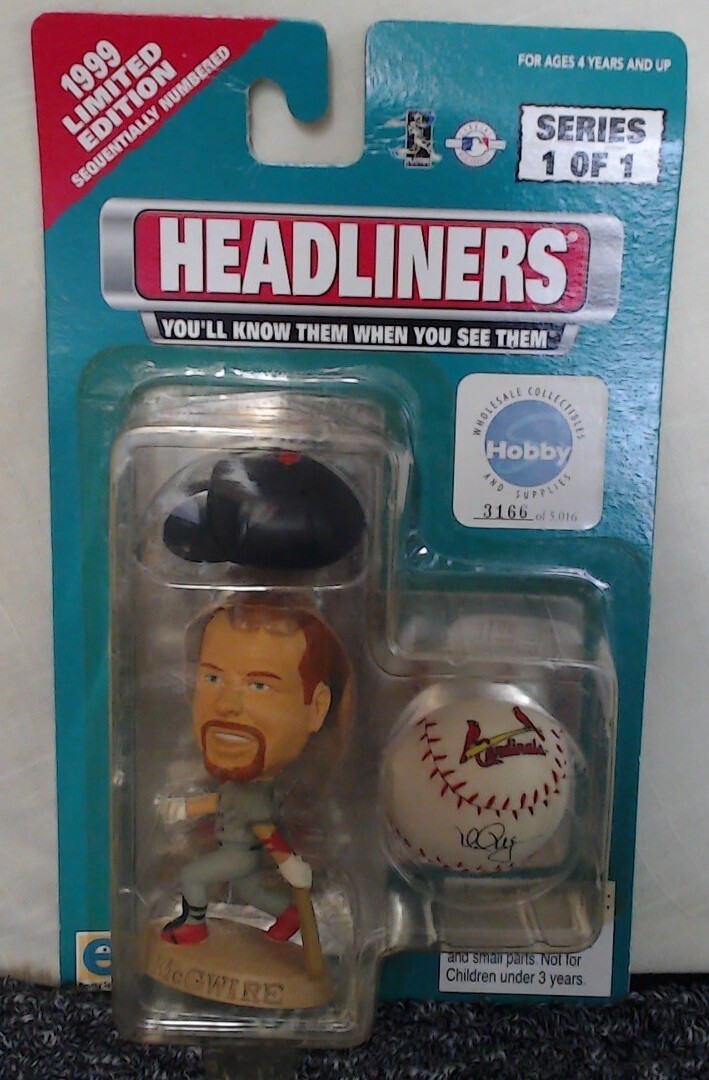 1999
LIMITED
EDITION
SEQUENTIALLY NUMBERED
FOR AGES 4 YEARS AND UP
SERIES
1 OF 1
HEADLINERS®
YOU'LL KNOW THEM WHEN YOU SEE THEM™
WHOLESALE COLLECTIBLES
Hobby
AND SUPPLIES
3166 of 5,016
Cardinals
McGWIRE
and small parts. Not for
Children under 3 years.